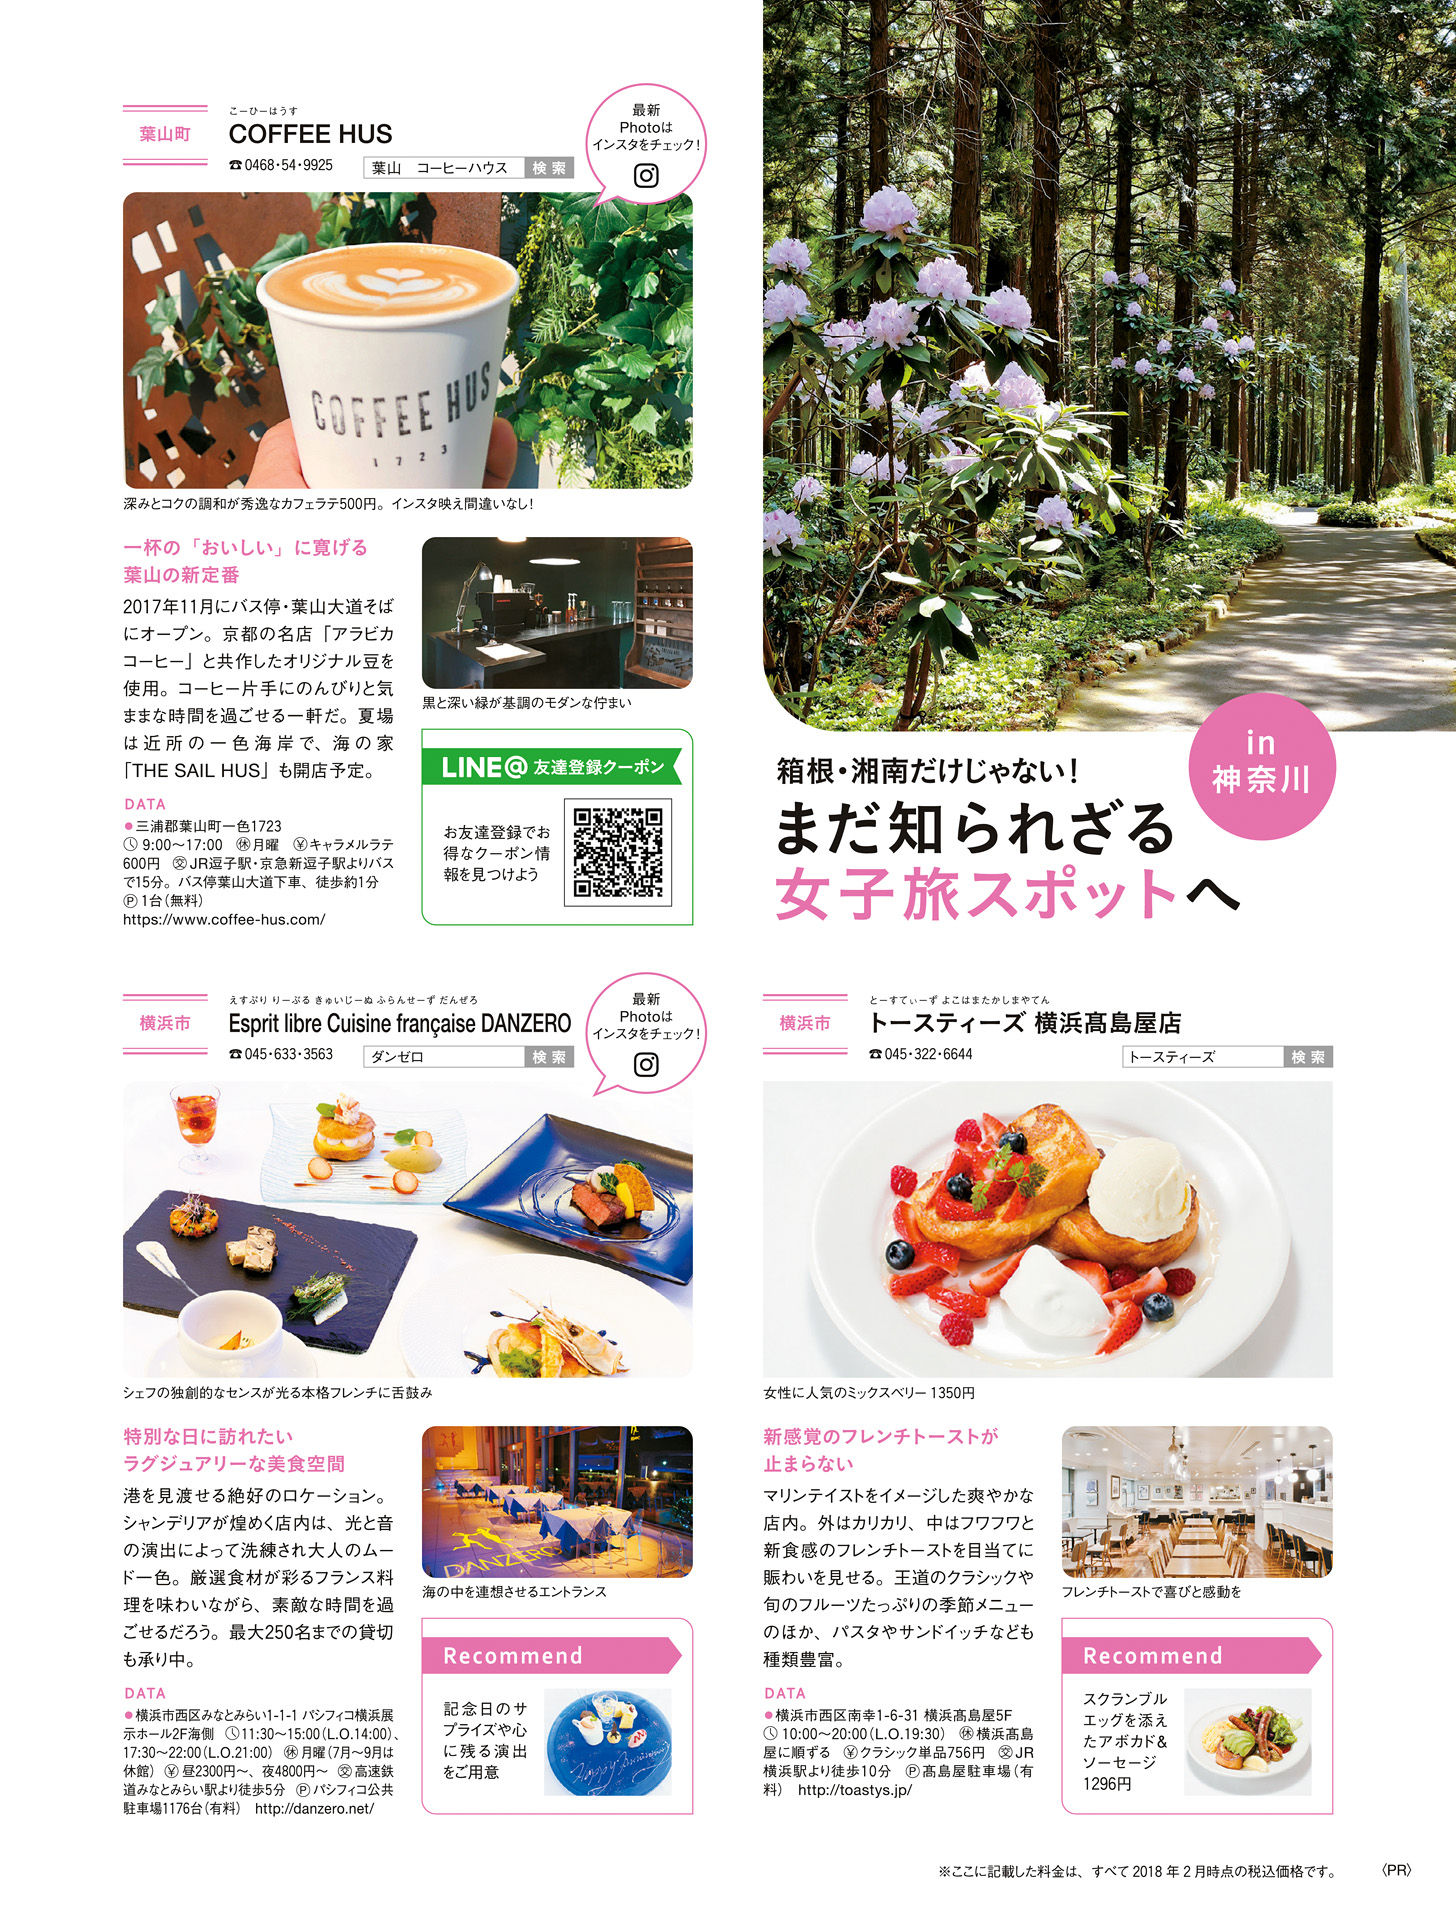 箱根・湘南だけじゃない！
まだ知られざる
女子旅スポットへ
in
神奈川
葉山町
こーひーはうす
COFFEE HUS
☎0468・54・9925
葉山　コーヒーハウス
検索
最新
Photoは
インスタをチェック！
COFFEE HUS
1723
深みとコクの調和が秀逸なカフェラテ500円。インスタ映え間違いなし！
一杯の「おいしい」に寛げる
葉山の新定番
2017年11月にバス停・葉山大道そば
にオープン。京都の名店「アラビカ
コーヒー」と共作したオリジナル豆を
使用。コーヒー片手にのんびりと気
ままな時間を過ごせる一軒だ。夏場
は近所の一色海岸で、海の家
「THE SAIL HUS」も開店予定。
DATA
●三浦郡葉山町一色1723
9:00〜17:00　㊡月曜　Ⓨキャラメルラテ
600円　交JR逗子駅・京急新逗子駅よりバス
で15分。バス停葉山大道下車、徒歩約1分
Ⓟ1台（無料）
https://www.coffee-hus.com/
黒と深い緑が基調のモダンな佇まい
LINE@ 友達登録クーポン
お友達登録でお
得なクーポン情
報を見つけよう
横浜市
えすぷり りーぶる きゅいじーぬ ふらんせーず だんぜろ
Esprit libre Cuisine française DANZERO
☎045・633・3563
ダンゼロ
検索
最新
Photoは
インスタをチェック！
シェフの独創的なセンスが光る本格フレンチに舌鼓み
特別な日に訪れたい
ラグジュアリーな美食空間
港を見渡せる絶好のロケーション。
シャンデリアが煌めく店内は、光と音
の演出によって洗練され大人のムー
ド一色。厳選食材が彩るフランス料
理を味わいながら、素敵な時間を過
ごせるだろう。最大250名までの貸切
も承り中。
DATA
●横浜市西区みなとみらい1-1-1 パシフィコ横浜展
示ホール2F海側　11:30〜15:00（L.O.14:00）、
17:30〜22:00（L.O.21:00）　㊡月曜（7月〜9月は
休館）　Ⓨ昼2300円〜、夜4800円〜　交高速鉄
道みなとみらい駅より徒歩5分　Ⓟパシフィコ公共
駐車場1176台（有料）　http://danzero.net/
DANZERO
海の中を連想させるエントランス
Recommend
記念日のサ
プライズや心
に残る演出
をご用意
Happy Anniversary
横浜市
とーすてぃーず よこはまたかしまやてん
トースティーズ 横浜髙島屋店
☎045・322・6644
トースティーズ
検索
女性に人気のミックスベリー1350円
新感覚のフレンチトーストが
止まらない
マリンテイストをイメージした爽やかな
店内。外はカリカリ、中はフワフワと
新食感のフレンチトーストを目当てに
賑わいを見せる。王道のクラシックや
旬のフルーツたっぷりの季節メニュー
のほか、パスタやサンドイッチなども
種類豊富。
DATA
●横浜市西区南幸1-6-31 横浜髙島屋5F
10:00〜20:00（L.O.19:30）　㊡横浜髙島
屋に順ずる　Ⓨクラシック単品756円　交JR
横浜駅より徒歩10分　Ⓟ髙島屋駐車場（有
料）　http://toastys.jp/
フレンチトーストで喜びと感動を
Recommend
スクランブル
エッグを添え
たアボカド&
ソーセージ
1296円
※ここに記載した料金は、すべて2018年2月時点の税込価格です。
〈PR〉